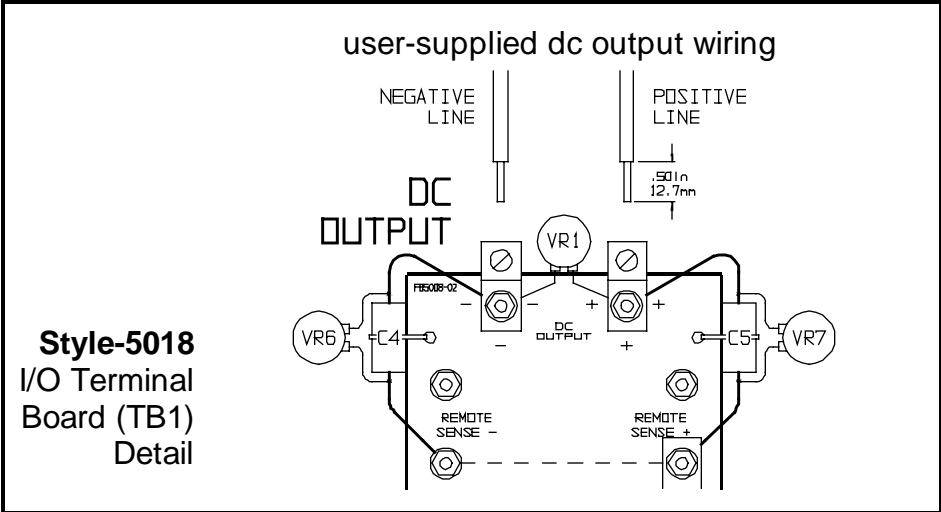 user-supplied dc output wiring
NEGATIVE
LINE
POSITIVE
LINE
.50In
12.7mm
DC
OUTPUT
VR1
FB5008-02
- - + +
DC
OUTPUT
- +
VR6
C4
C5
VR7
Style-5018
I/O Terminal
Board (TB1)
Detail
REMOTE
SENSE -
REMOTE
SENSE +